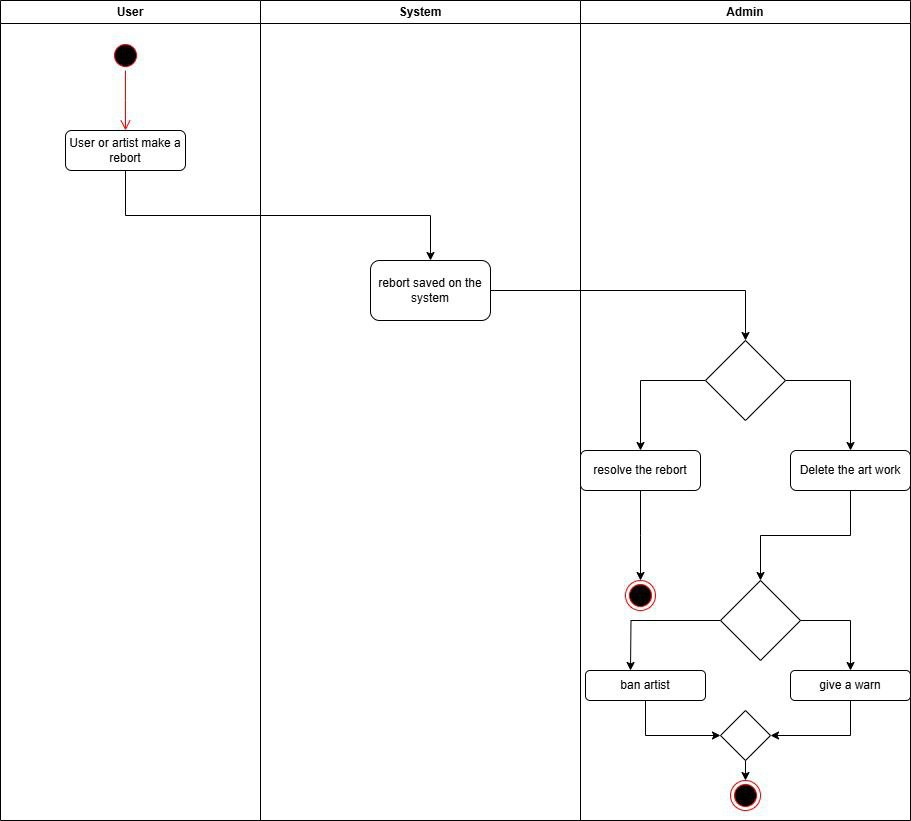 User
System
Admin
User or artist make a
rebort
rebort saved on the
system
resolve the rebort
Delete the art work
ban artist
give a warn